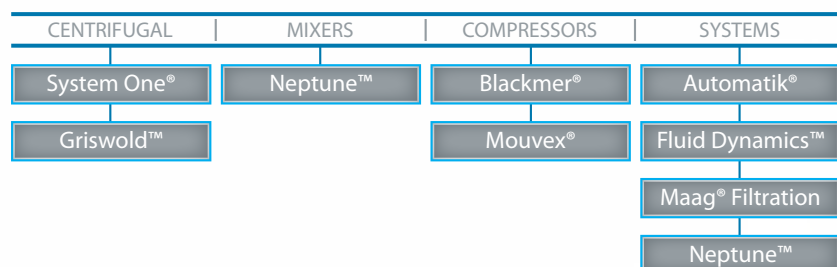 CENTRIFUGAL | MIXERS | COMPRESSORS | SYSTEMS
System One® Neptune™ Blackmer® Automatik®
Griswold™ Mouvex® Fluid Dynamics™
Maag® Filtration
Neptune™